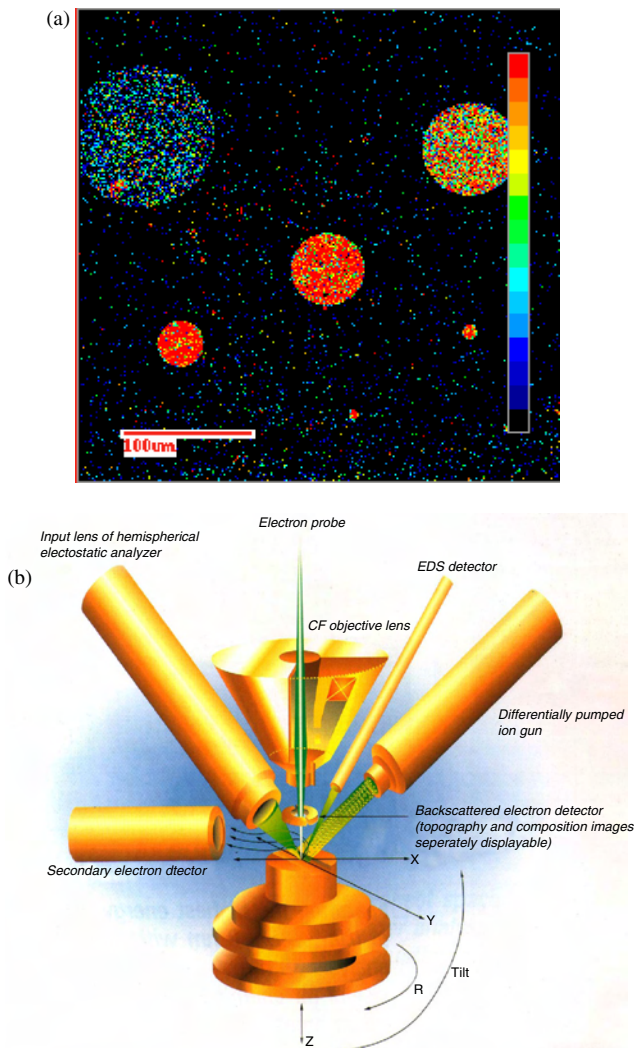 (a)
100um
(b)
Electron probe
Input lens of hemispherical
electostatic analyzer
EDS detector
CF objective lens
Differentially pumped
ion gun
Backscattered electron detector
(topography and composition images
seperately displayable)
Secondary electron dtector
X
Y
Tilt
R
Z